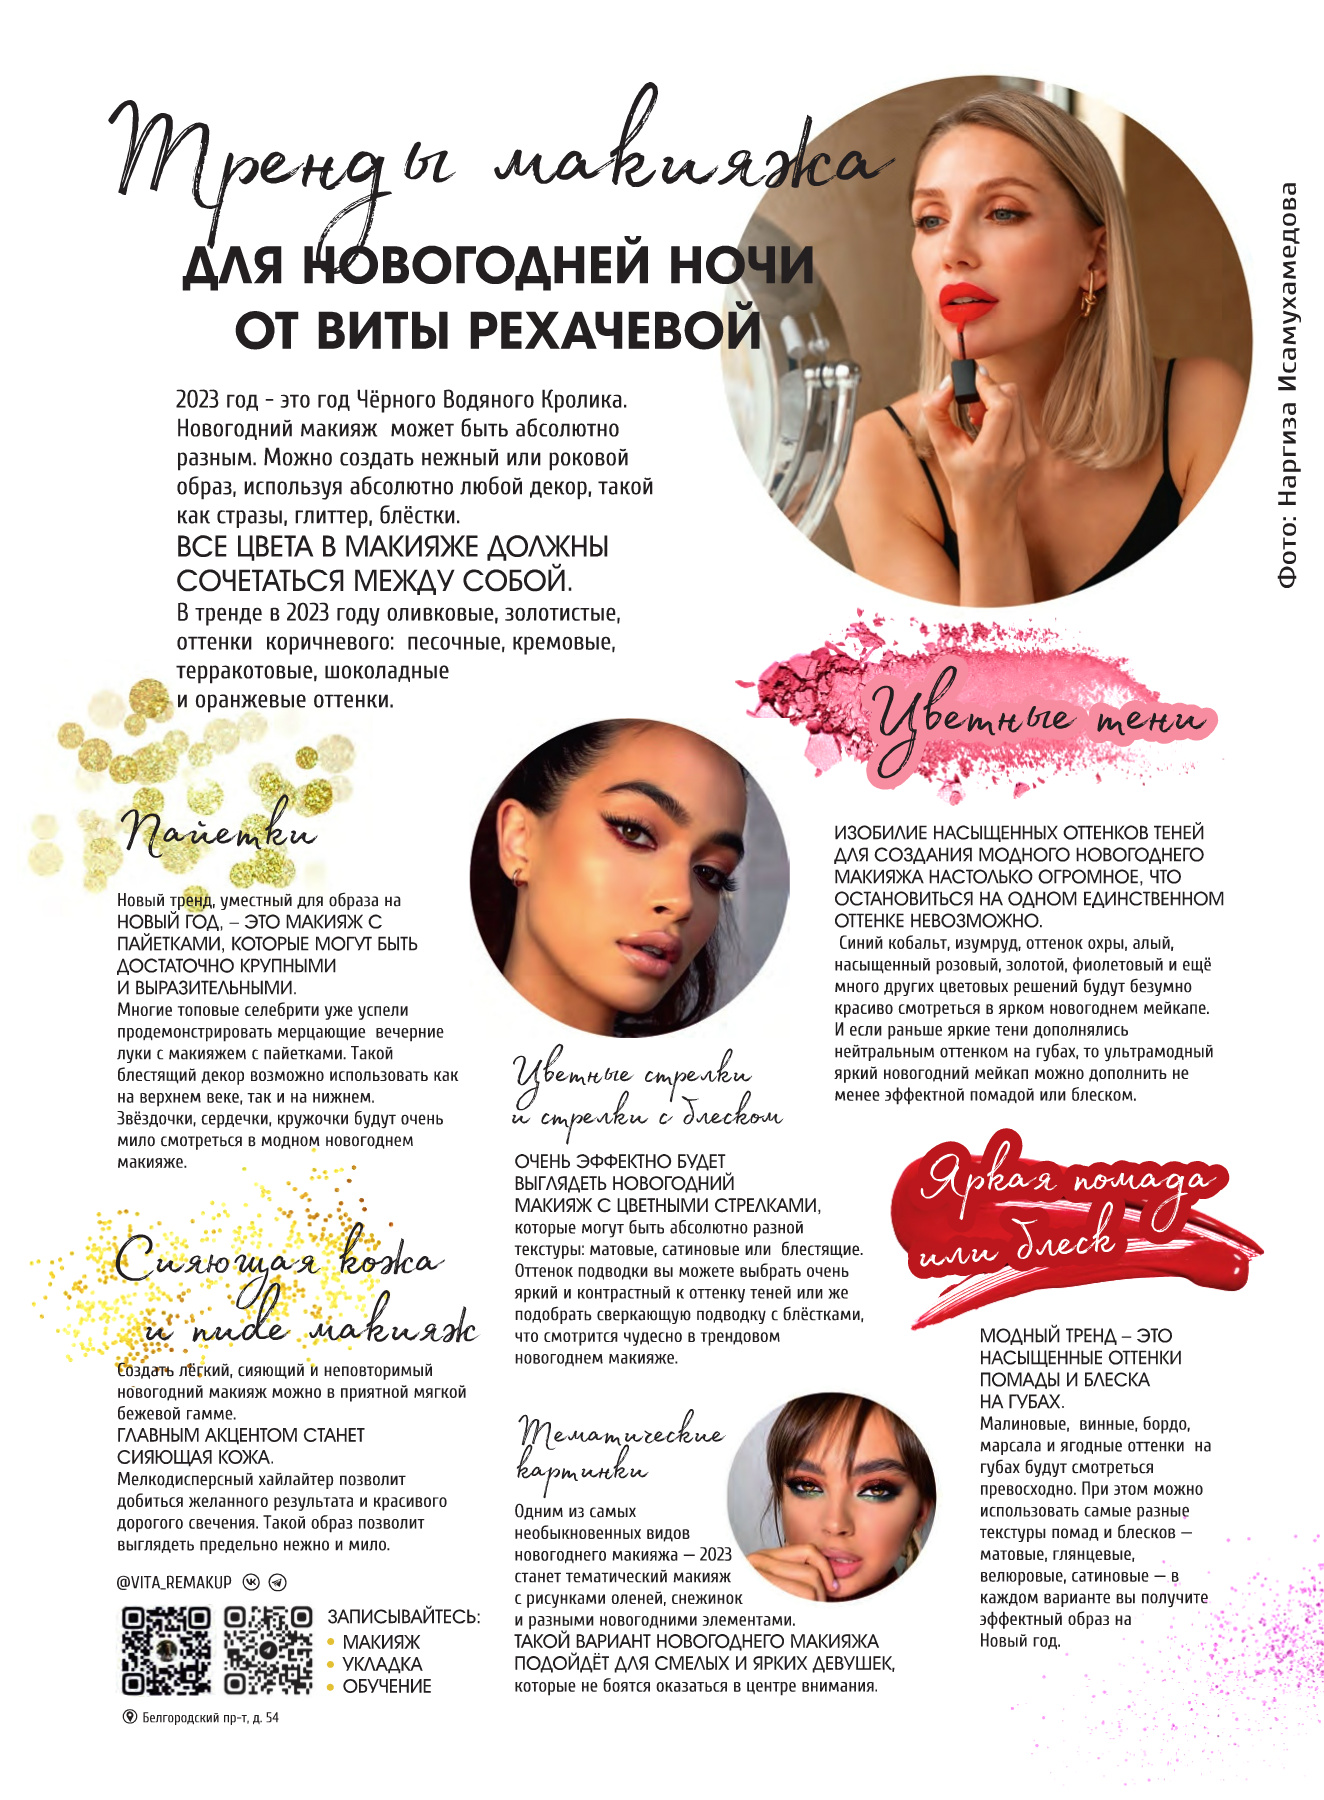 Тренды макияжа
ДЛЯ НОВОГОДНЕЙ НОЧИ
ОТ ВИТЫ РЕХАЧЕВОЙ
Фото: Наргиза Исамухамедова
2023 год - это год Чёрного Водяного Кролика.
Новогодний макияж может быть абсолютно
разным. Можно создать нежный или роковой
образ, используя абсолютно любой декор, такой
как стразы, глиттер, блёстки.
ВСЕ ЦВЕТА В МАКИЯЖЕ ДОЛЖНЫ
СОЧЕТАТЬСЯ МЕЖДУ СОБОЙ.
В тренде в 2023 году оливковые, золотистые,
оттенки коричневого: песочные, кремовые,
терракотовые, шоколадные
и оранжевые оттенки.
Пайетки
Новый тренд, уместный для образа на
НОВЫЙ ГОД, – ЭТО МАКИЯЖ С
ПАЙЕТКАМИ, КОТОРЫЕ МОГУТ БЫТЬ
ДОСТАТОЧНО КРУПНЫМИ
И ВЫРАЗИТЕЛЬНЫМИ.
Многие топовые селебрити уже успели
продемонстрировать мерцающие вечерние
луки с макияжем с пайетками. Такой
блестящий декор возможно использовать как
на верхнем веке, так и на нижнем.
Звёздочки, сердечки, кружочки будут очень
мило смотреться в модном новогоднем
макияже.
Сияющая кожа
и nude макияж
Создать лёгкий, сияющий и неповторимый
новогодний макияж можно в приятной мягкой
бежевой гамме.
ГЛАВНЫМ АКЦЕНТОМ СТАНЕТ
СИЯЮЩАЯ КОЖА.
Мелкодисперсный хайлайтер позволит
добиться желанного результата и красивого
дорогого свечения. Такой образ позволит
выглядеть предельно нежно и мило.
@VITA_REMAKUP
ЗАПИСЫВАЙТЕСЬ:
• МАКИЯЖ
• УКЛАДКА
• ОБУЧЕНИЕ
Белгородский пр-т, д. 54
Цветные стрелки
и стрелки с блеском
ОЧЕНЬ ЭФФЕКТНО БУДЕТ
ВЫГЛЯДЕТЬ НОВОГОДНИЙ
МАКИЯЖ С ЦВЕТНЫМИ СТРЕЛКАМИ,
которые могут быть абсолютно разной
текстуры: матовые, сатиновые или блестящие.
Оттенок подводки вы можете выбрать очень
яркий и контрастный к оттенку теней или же
подобрать сверкающую подводку с блёстками,
что смотрится чудесно в трендовом
новогоднем макияже.
Тематические
картинки
Одним из самых
необыкновенных видов
новогоднего макияжа — 2023
станет тематический макияж
с рисунками оленей, снежинок
и разными новогодними элементами.
ТАКОЙ ВАРИАНТ НОВОГОДНЕГО МАКИЯЖА
ПОДОЙДЁТ ДЛЯ СМЕЛЫХ И ЯРКИХ ДЕВУШЕК,
которые не боятся оказаться в центре внимания.
Цветные тени
ИЗОБИЛИЕ НАСЫЩЕННЫХ ОТТЕНКОВ ТЕНЕЙ
ДЛЯ СОЗДАНИЯ МОДНОГО НОВОГОДНЕГО
МАКИЯЖА НАСТОЛЬКО ОГРОМНОЕ, ЧТО
ОСТАНОВИТЬСЯ НА ОДНОМ ЕДИНСТВЕННОМ
ОТТЕНКЕ НЕВОЗМОЖНО.
Синий кобальт, изумруд, оттенок охры, алый,
насыщенный розовый, золотой, фиолетовый и ещё
много других цветовых решений будут безумно
красиво смотреться в ярком новогоднем мейкапе.
И если раньше яркие тени дополнялись
нейтральным оттенком на губах, то ультрамодный
яркий новогодний мейкап можно дополнить не
менее эффектной помадой или блеском.
Яркая помада
или блеск
МОДНЫЙ ТРЕНД – ЭТО
НАСЫЩЕННЫЕ ОТТЕНКИ
ПОМАДЫ И БЛЕСКА
НА ГУБАХ.
Малиновые, винные, бордо,
марсала и ягодные оттенки на
губах будут смотреться
превосходно. При этом можно
использовать самые разные
текстуры помад и блесков —
матовые, глянцевые,
велюровые, сатиновые — в
каждом варианте вы получите
эффектный образ на
Новый год.